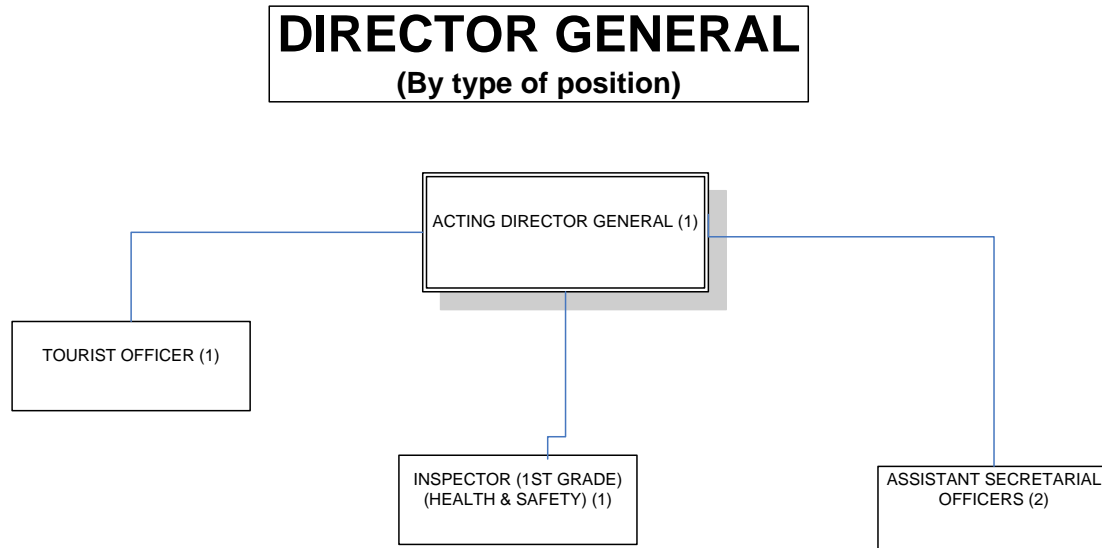 DIRECTOR GENERAL
(By type of position)
ACTING DIRECTOR GENERAL (1)
TOURIST OFFICER (1)
INSPECTOR (1ST GRADE)
(HEALTH & SAFETY) (1)
ASSISTANT SECRETARIAL
OFFICERS (2)